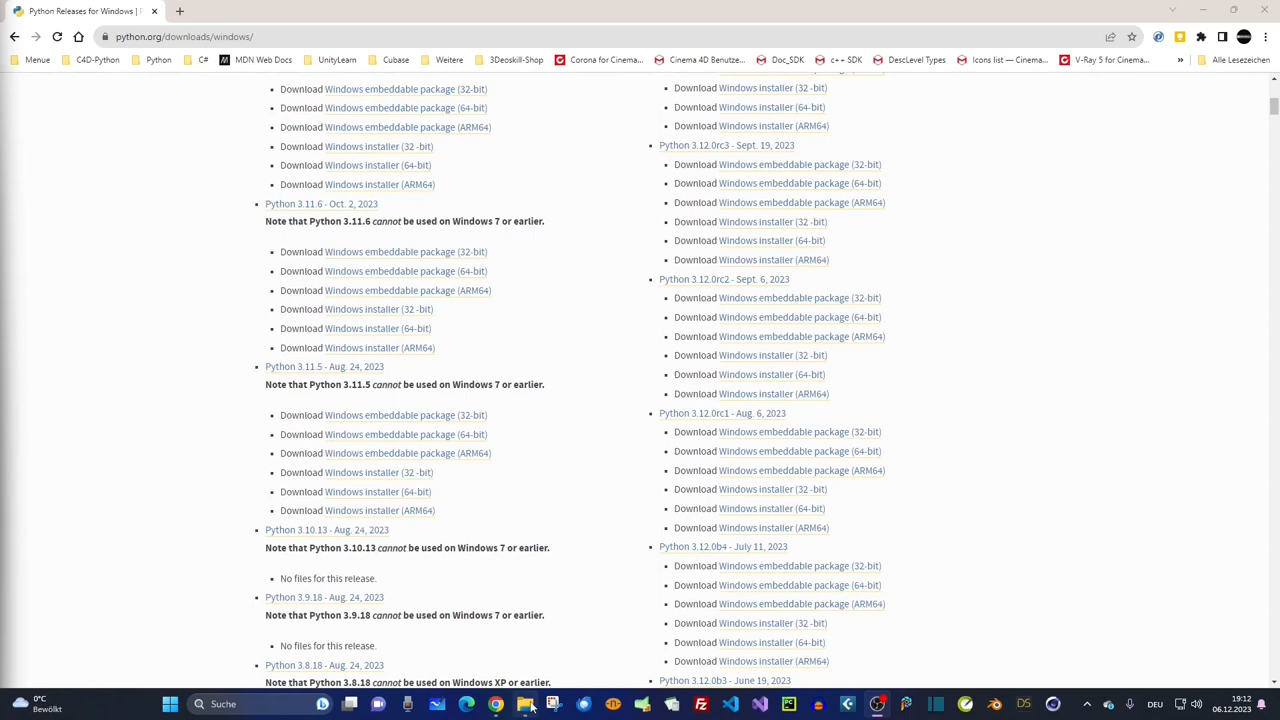 Python Releases for Windows | P
python.org/downloads/windows/
Menue
C4D-Python
Python
C#
MDN Web Docs
UnityLearn
Cubase
Weitere
3Deoskill-Shop
Corona for Cinema...
Cinema 4D Benutze...
Doc_SDK
c++ SDK
DescLevel Types
Icons list — Cinema...
V-Ray 5 for Cinema...
»
Alle Lesezeichen
Download Windows embeddable package (32-bit)
Download Windows embeddable package (64-bit)
Download Windows embeddable package (ARM64)
Download Windows installer (32 -bit)
Download Windows installer (64-bit)
Download Windows installer (ARM64)
Python 3.11.6 - Oct. 2, 2023
Note that Python 3.11.6 cannot be used on Windows 7 or earlier.
Download Windows embeddable package (32-bit)
Download Windows embeddable package (64-bit)
Download Windows embeddable package (ARM64)
Download Windows installer (32 -bit)
Download Windows installer (64-bit)
Download Windows installer (ARM64)
Python 3.11.5 - Aug. 24, 2023
Note that Python 3.11.5 cannot be used on Windows 7 or earlier.
Download Windows embeddable package (32-bit)
Download Windows embeddable package (64-bit)
Download Windows embeddable package (ARM64)
Download Windows installer (32 -bit)
Download Windows installer (64-bit)
Download Windows installer (ARM64)
Python 3.10.13 - Aug. 24, 2023
Note that Python 3.10.13 cannot be used on Windows 7 or earlier.
No files for this release.
Python 3.9.18 - Aug. 24, 2023
Note that Python 3.9.18 cannot be used on Windows 7 or earlier.
No files for this release.
Python 3.8.18 - Aug. 24, 2023
Note that Python 3.8.18 cannot be used on Windows XP or earlier.
Download Windows installer (32 -bit)
Download Windows installer (64-bit)
Download Windows installer (ARM64)
Python 3.12.0rc3 - Sept. 19, 2023
Download Windows embeddable package (32-bit)
Download Windows embeddable package (64-bit)
Download Windows embeddable package (ARM64)
Download Windows installer (32 -bit)
Download Windows installer (64-bit)
Download Windows installer (ARM64)
Python 3.12.0rc2 - Sept. 6, 2023
Download Windows embeddable package (32-bit)
Download Windows embeddable package (64-bit)
Download Windows embeddable package (ARM64)
Download Windows installer (32 -bit)
Download Windows installer (64-bit)
Download Windows installer (ARM64)
Python 3.12.0rc1 - Aug. 6, 2023
Download Windows embeddable package (32-bit)
Download Windows embeddable package (64-bit)
Download Windows embeddable package (ARM64)
Download Windows installer (32 -bit)
Download Windows installer (64-bit)
Download Windows installer (ARM64)
Python 3.12.0b4 - July 11, 2023
Download Windows embeddable package (32-bit)
Download Windows embeddable package (64-bit)
Download Windows embeddable package (ARM64)
Download Windows installer (32 -bit)
Download Windows installer (64-bit)
Download Windows installer (ARM64)
Python 3.12.0b3 - June 19, 2023
0°C
Bewölkt
Suche
DEU
19:12
06.12.2023